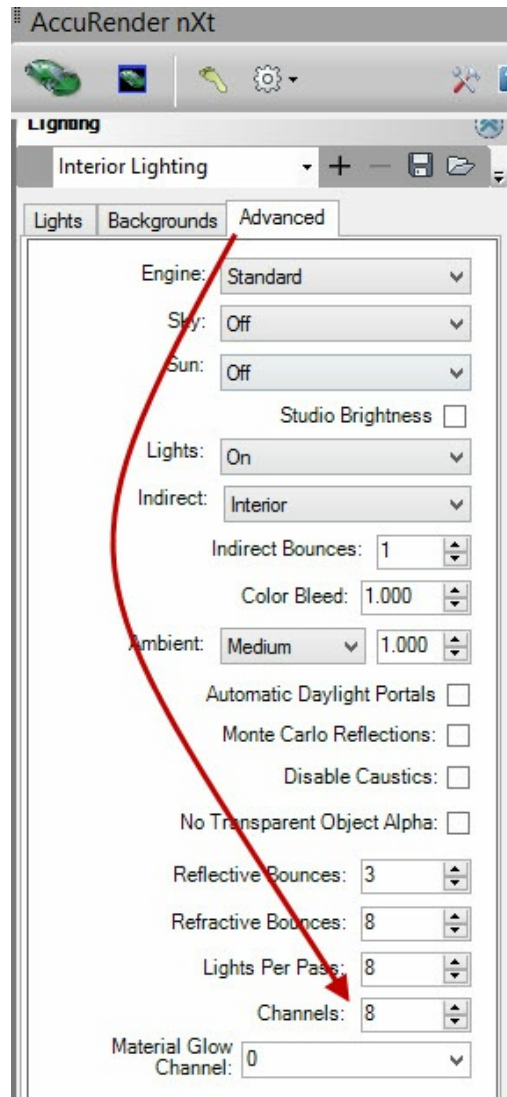 AccuRender nXt
Lighting
Interior Lighting
Lights Backgrounds Advanced
Engine: Standard
Sky: Off
Sun: Off
Studio Brightness
Lights: On
Indirect: Interior
Indirect Bounces: 1
Color Bleed: 1.000
Ambient: Medium 1.000
Automatic Daylight Portals
Monte Carlo Reflections:
Disable Caustics:
No Transparent Object Alpha:
Reflective Bounces: 3
Refractive Bounces: 8
Lights Per Pass: 8
Channels: 8
Material Glow
Channel: 0